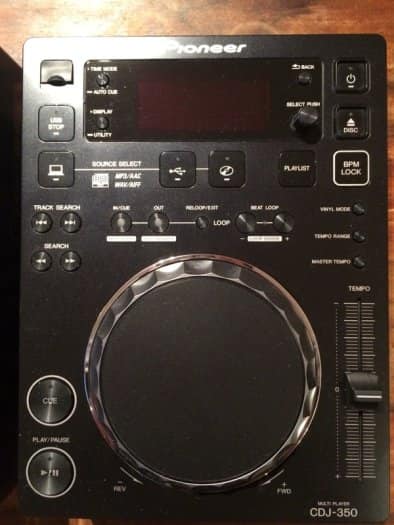 Pioneer
• TIME MODE
— AUTO CUE
BACK
USB
STOP
• DISPLAY
— UTILITY
SELECT PUSH
DISC
SOURCE SELECT
MP3/AAC
WAV/AIFF
PLAYLIST
BPM
LOCK
TRACK SEARCH
IN/CUE
OUT
RELOOP/EXIT
LOOP
BEAT LOOP
VINYL MODE
SEARCH
TEMPO RANGE
MASTER TEMPO
TEMPO
0
CUE
PLAY/PAUSE
REV
FWD
MULTI PLAYER
CDJ-350